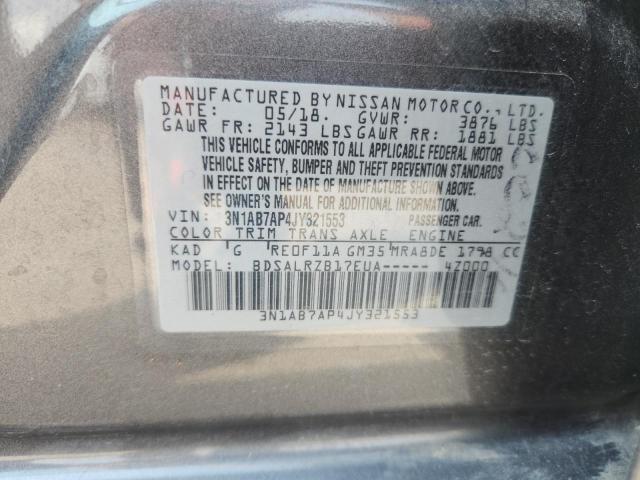 MANUFACTURED BY NISSAN MOTOR CO., LTD.
DATE: 05/18. GVWR: 3876 LBS
GAWR FR: 2143 LBS GAWR RR: 1881 LBS
THIS VEHICLE CONFORMS TO ALL APPLICABLE FEDERAL MOTOR
VEHICLE SAFETY, BUMPER AND THEFT PREVENTION STANDARDS
IN EFFECT ON THE DATE OF MANUFACTURE SHOWN ABOVE.
SEE OWNER'S MANUAL FOR ADDITIONAL INFORMATION.
VIN: 3N1AB7AP4JY321553 PASSENGER CAR.
COLOR TRIM TRANS AXLE ENGINE
KAD G RE0F11A GM35 MRA8DE 1798 CC
MODEL: BDSALRZB17EUA----- 4Z000
3N1AB7AP4JY321553